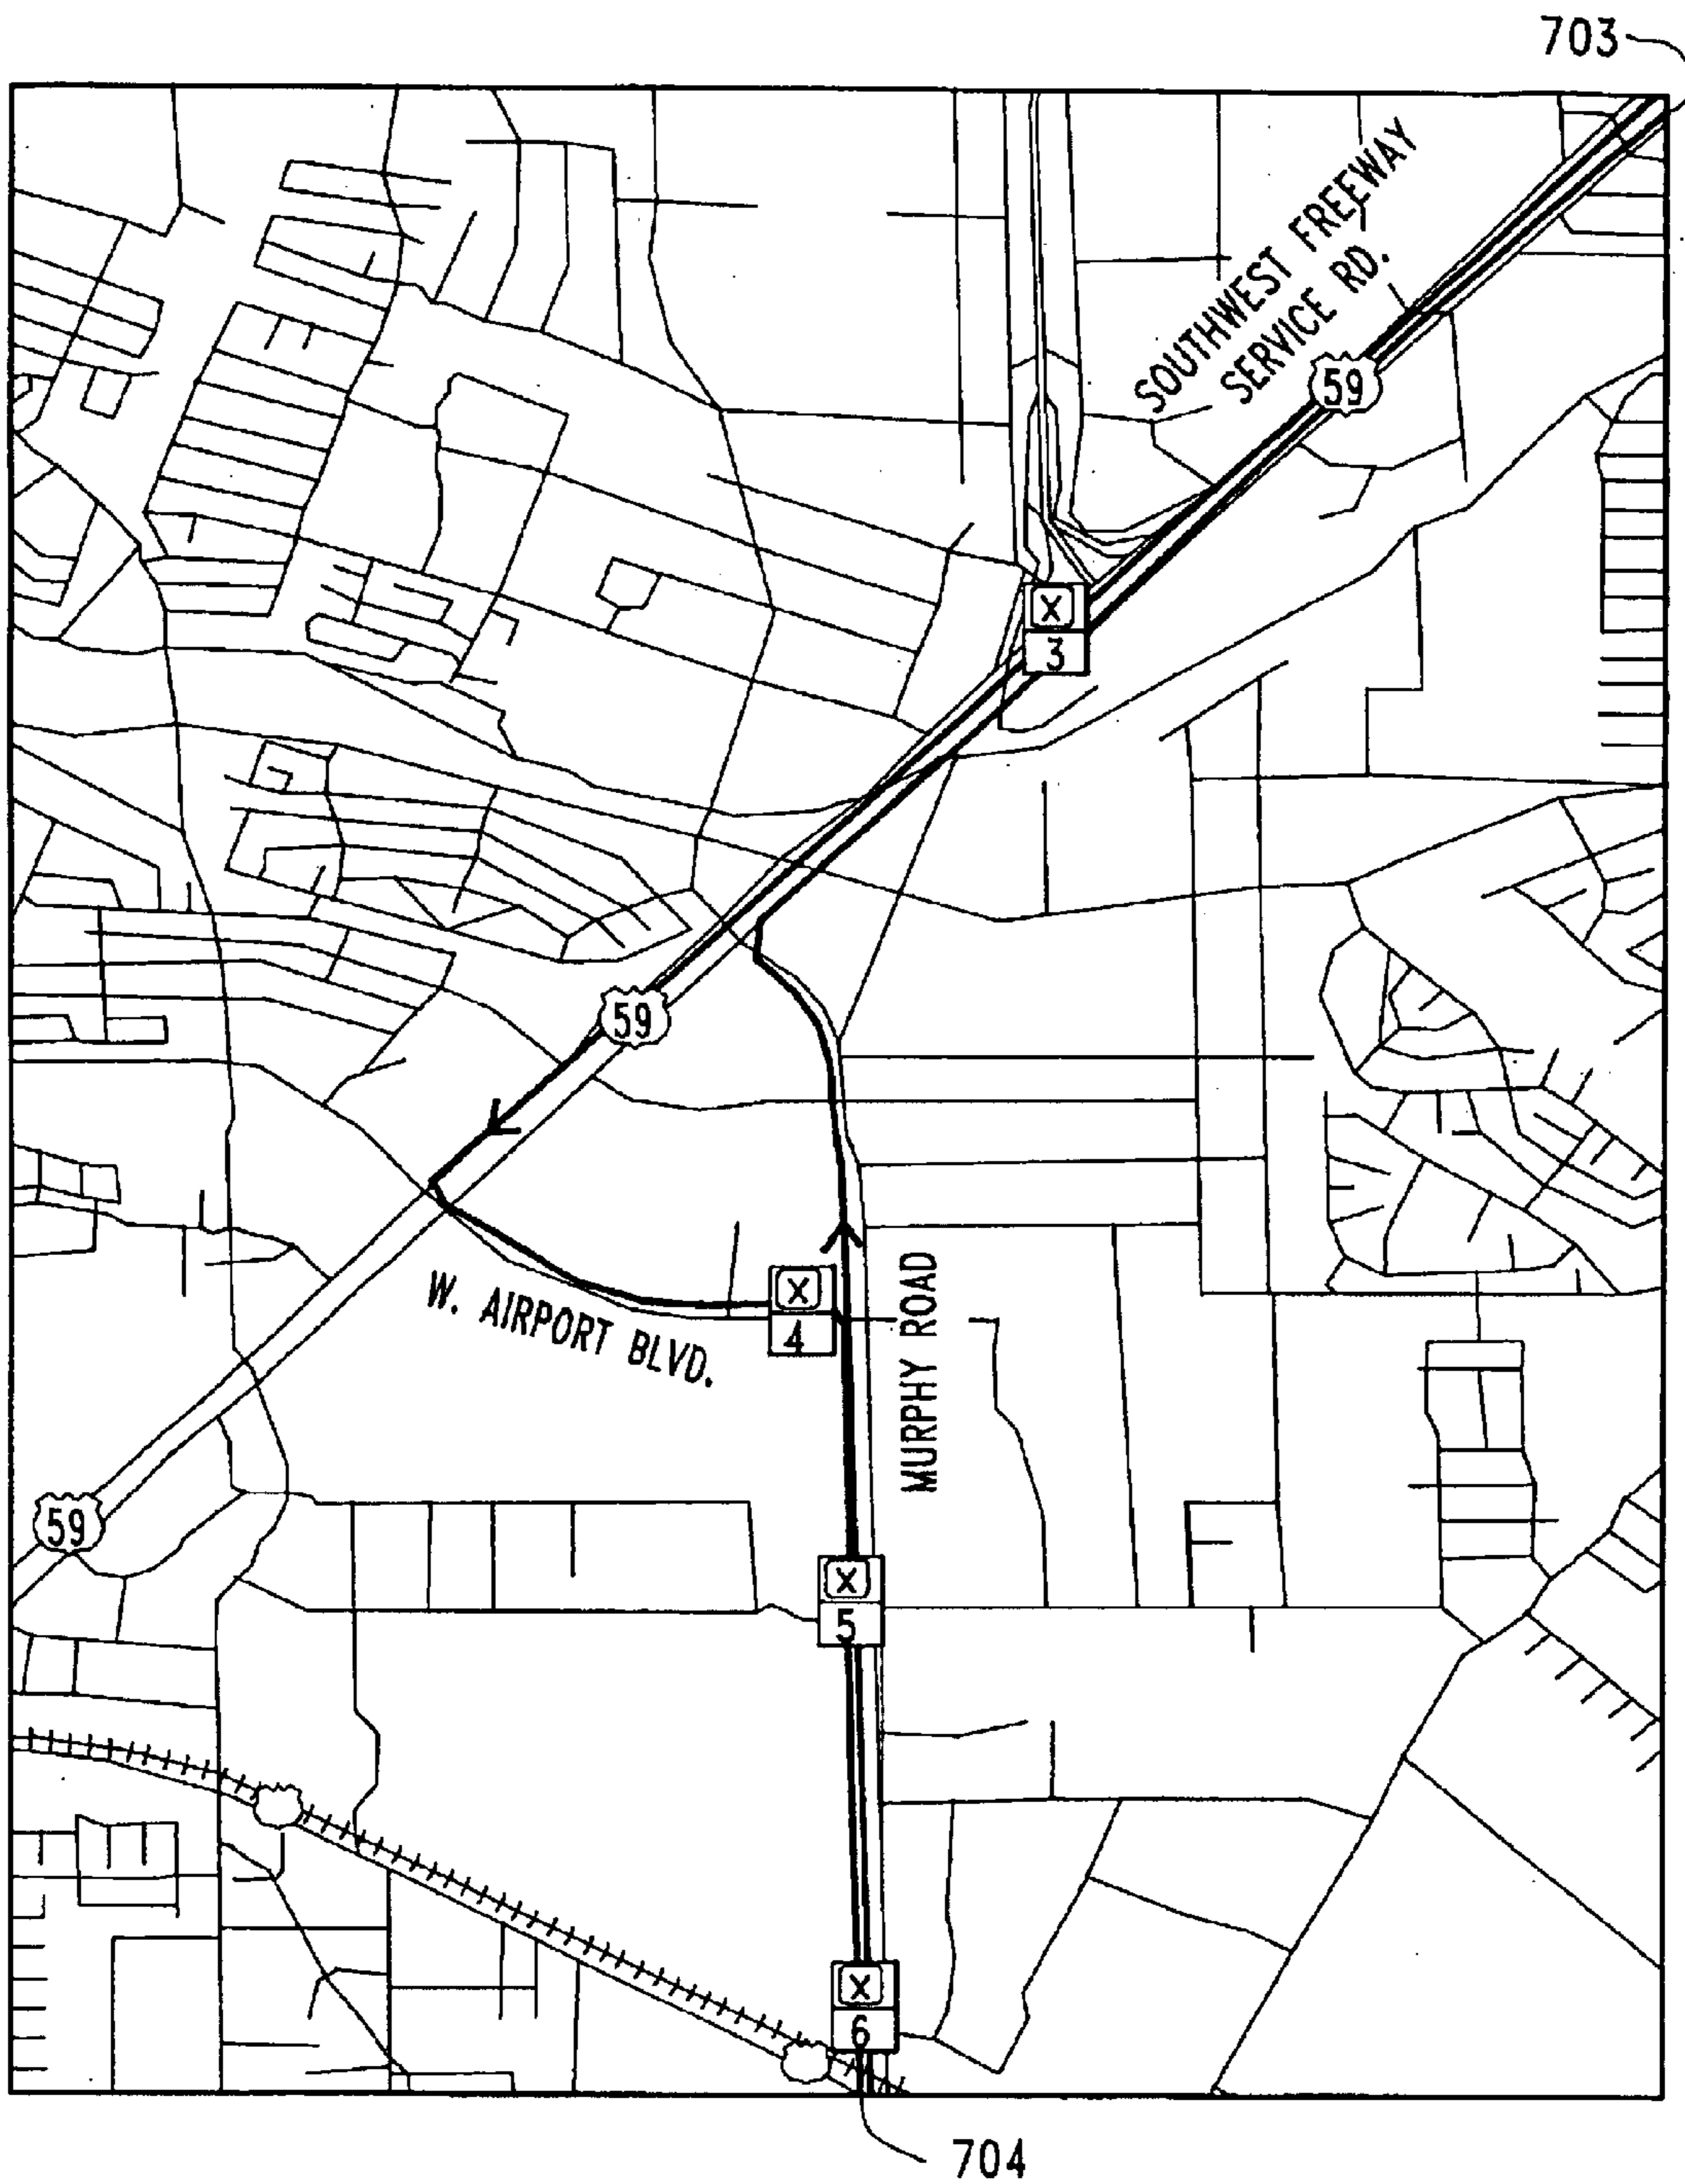 703
SOUTHWEST FREEWAY
SERVICE RD.
59
X
3
59
X
4
W. AIRPORT BLVD.
MURPHY ROAD
59
X
5
X
6
704